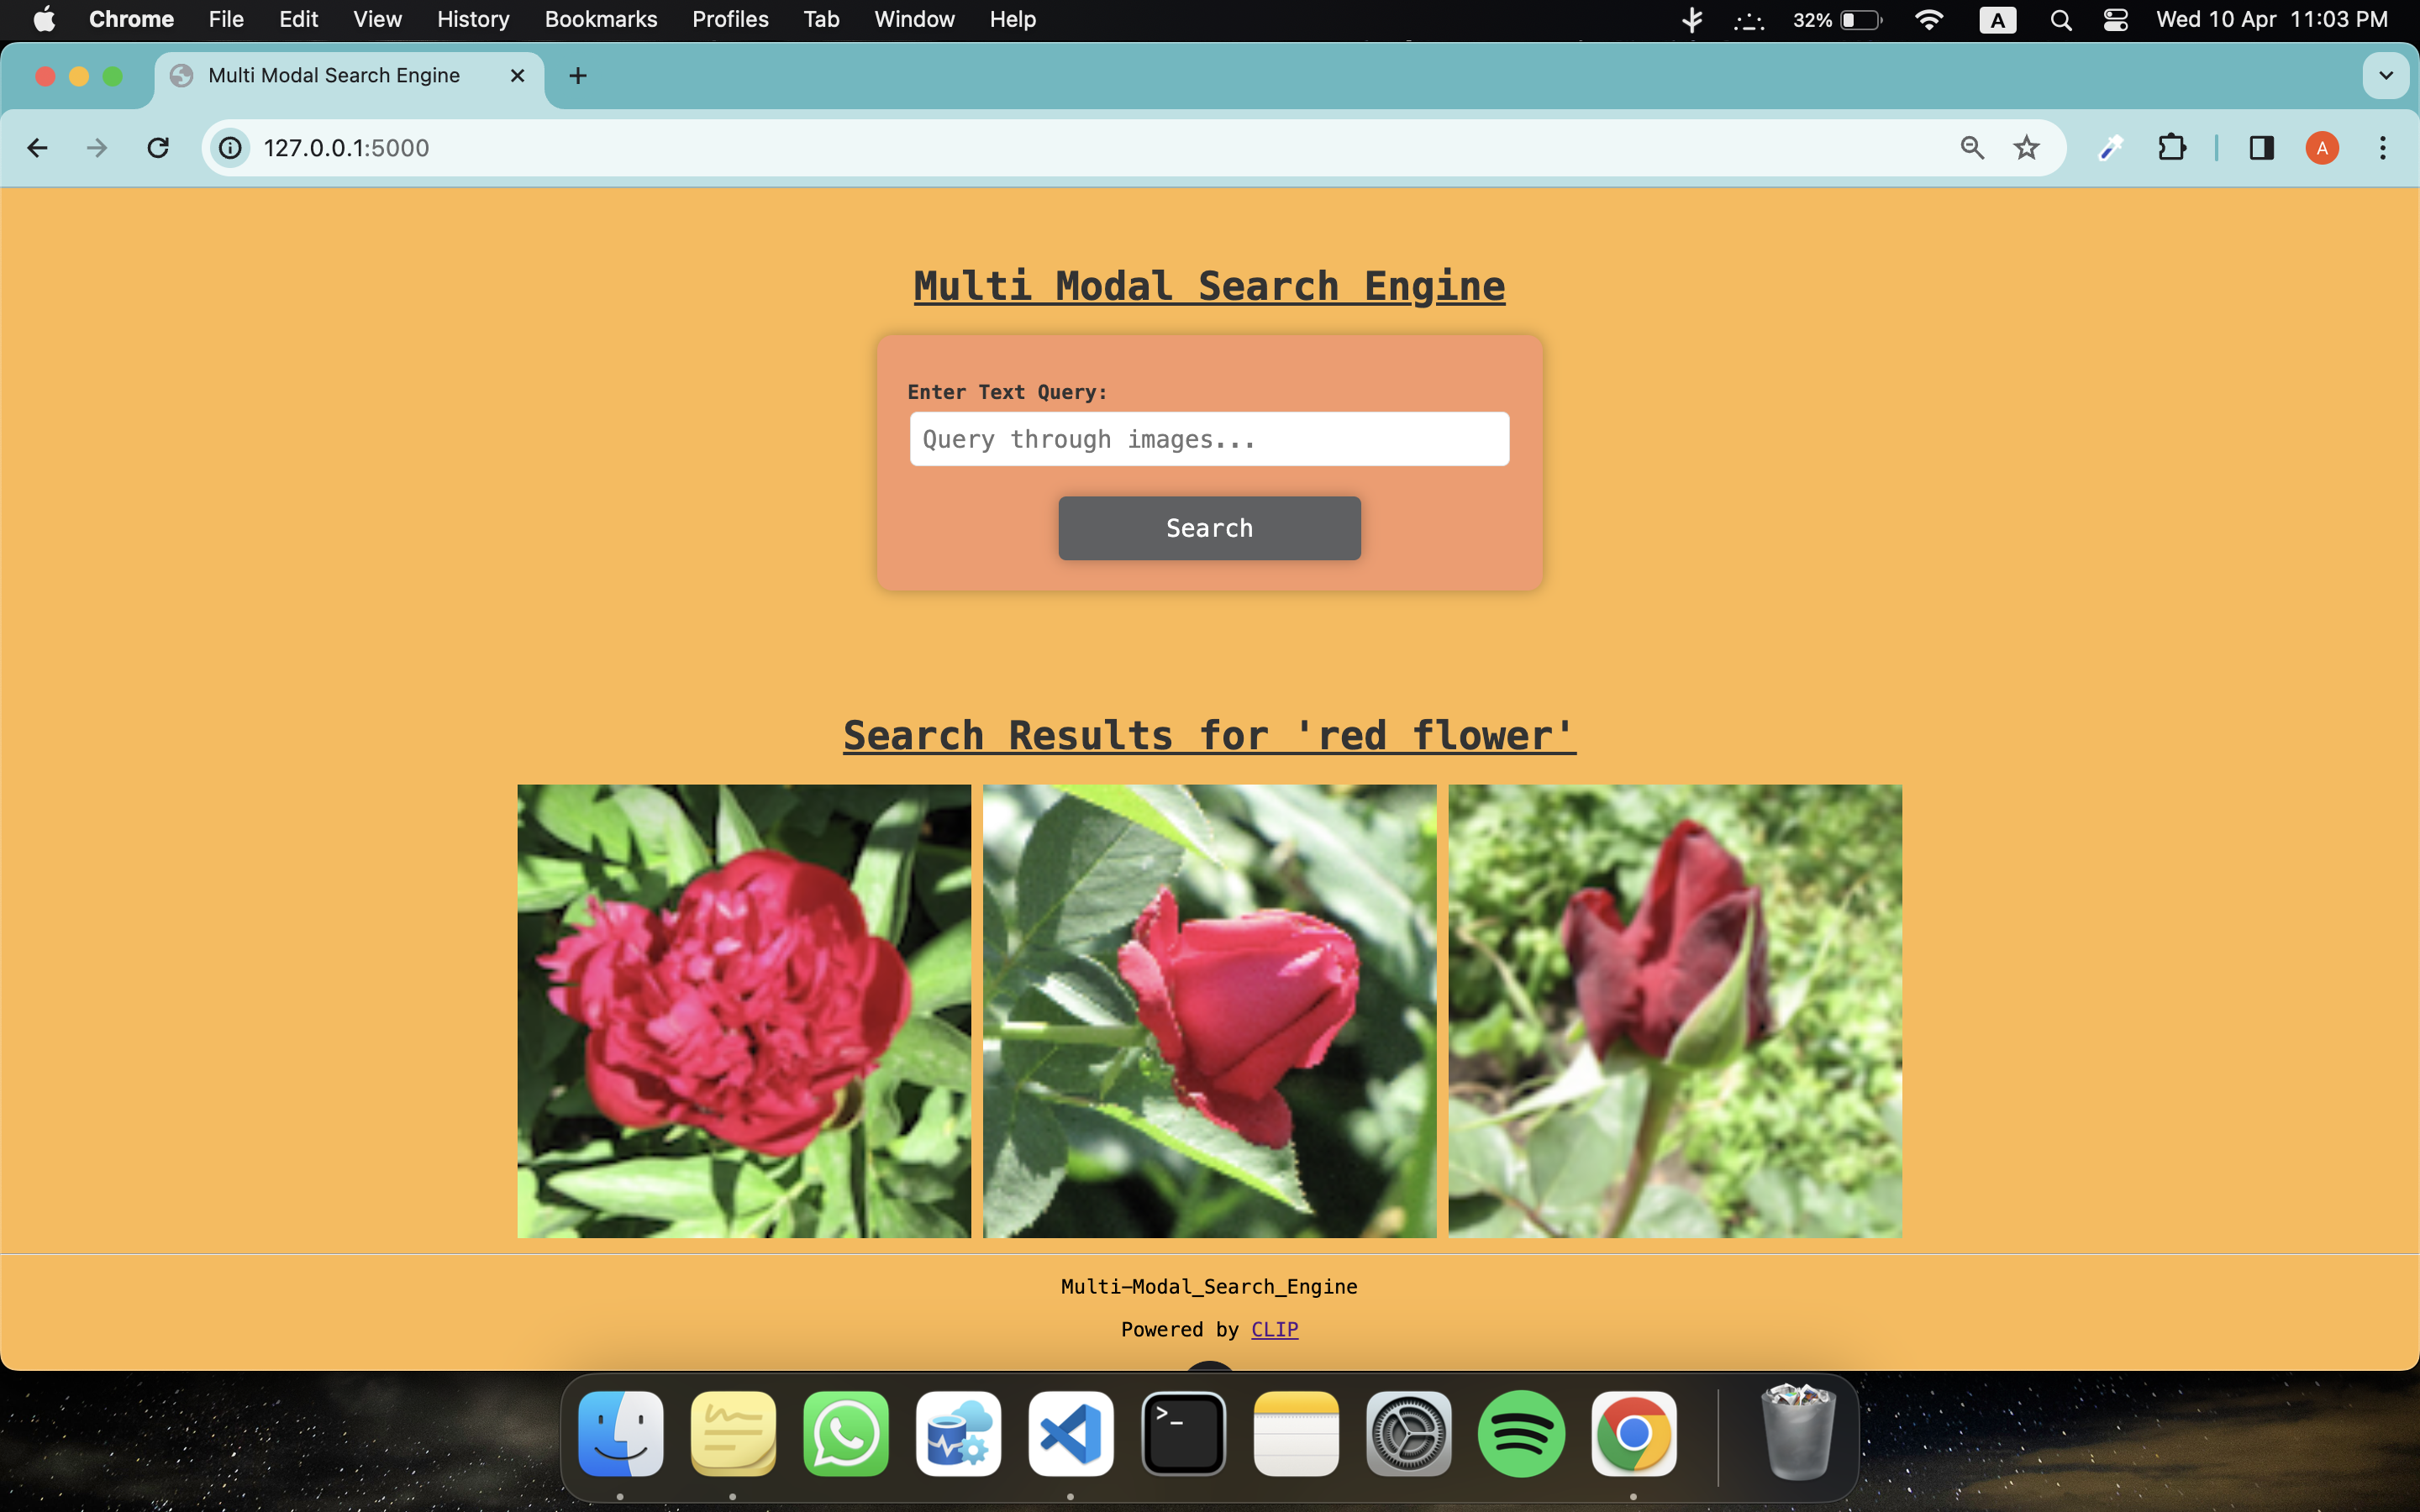 Chrome File Edit View History Bookmarks Profiles Tab Window Help 32% A Wed 10 Apr 11:03 PM
Multi Modal Search Engine
127.0.0.1:5000 A
Multi Modal Search Engine
Enter Text Query:
Query through images...
Search
Search Results for 'red flower'
Multi-Modal_Search_Engine
Powered by CLIP
>_